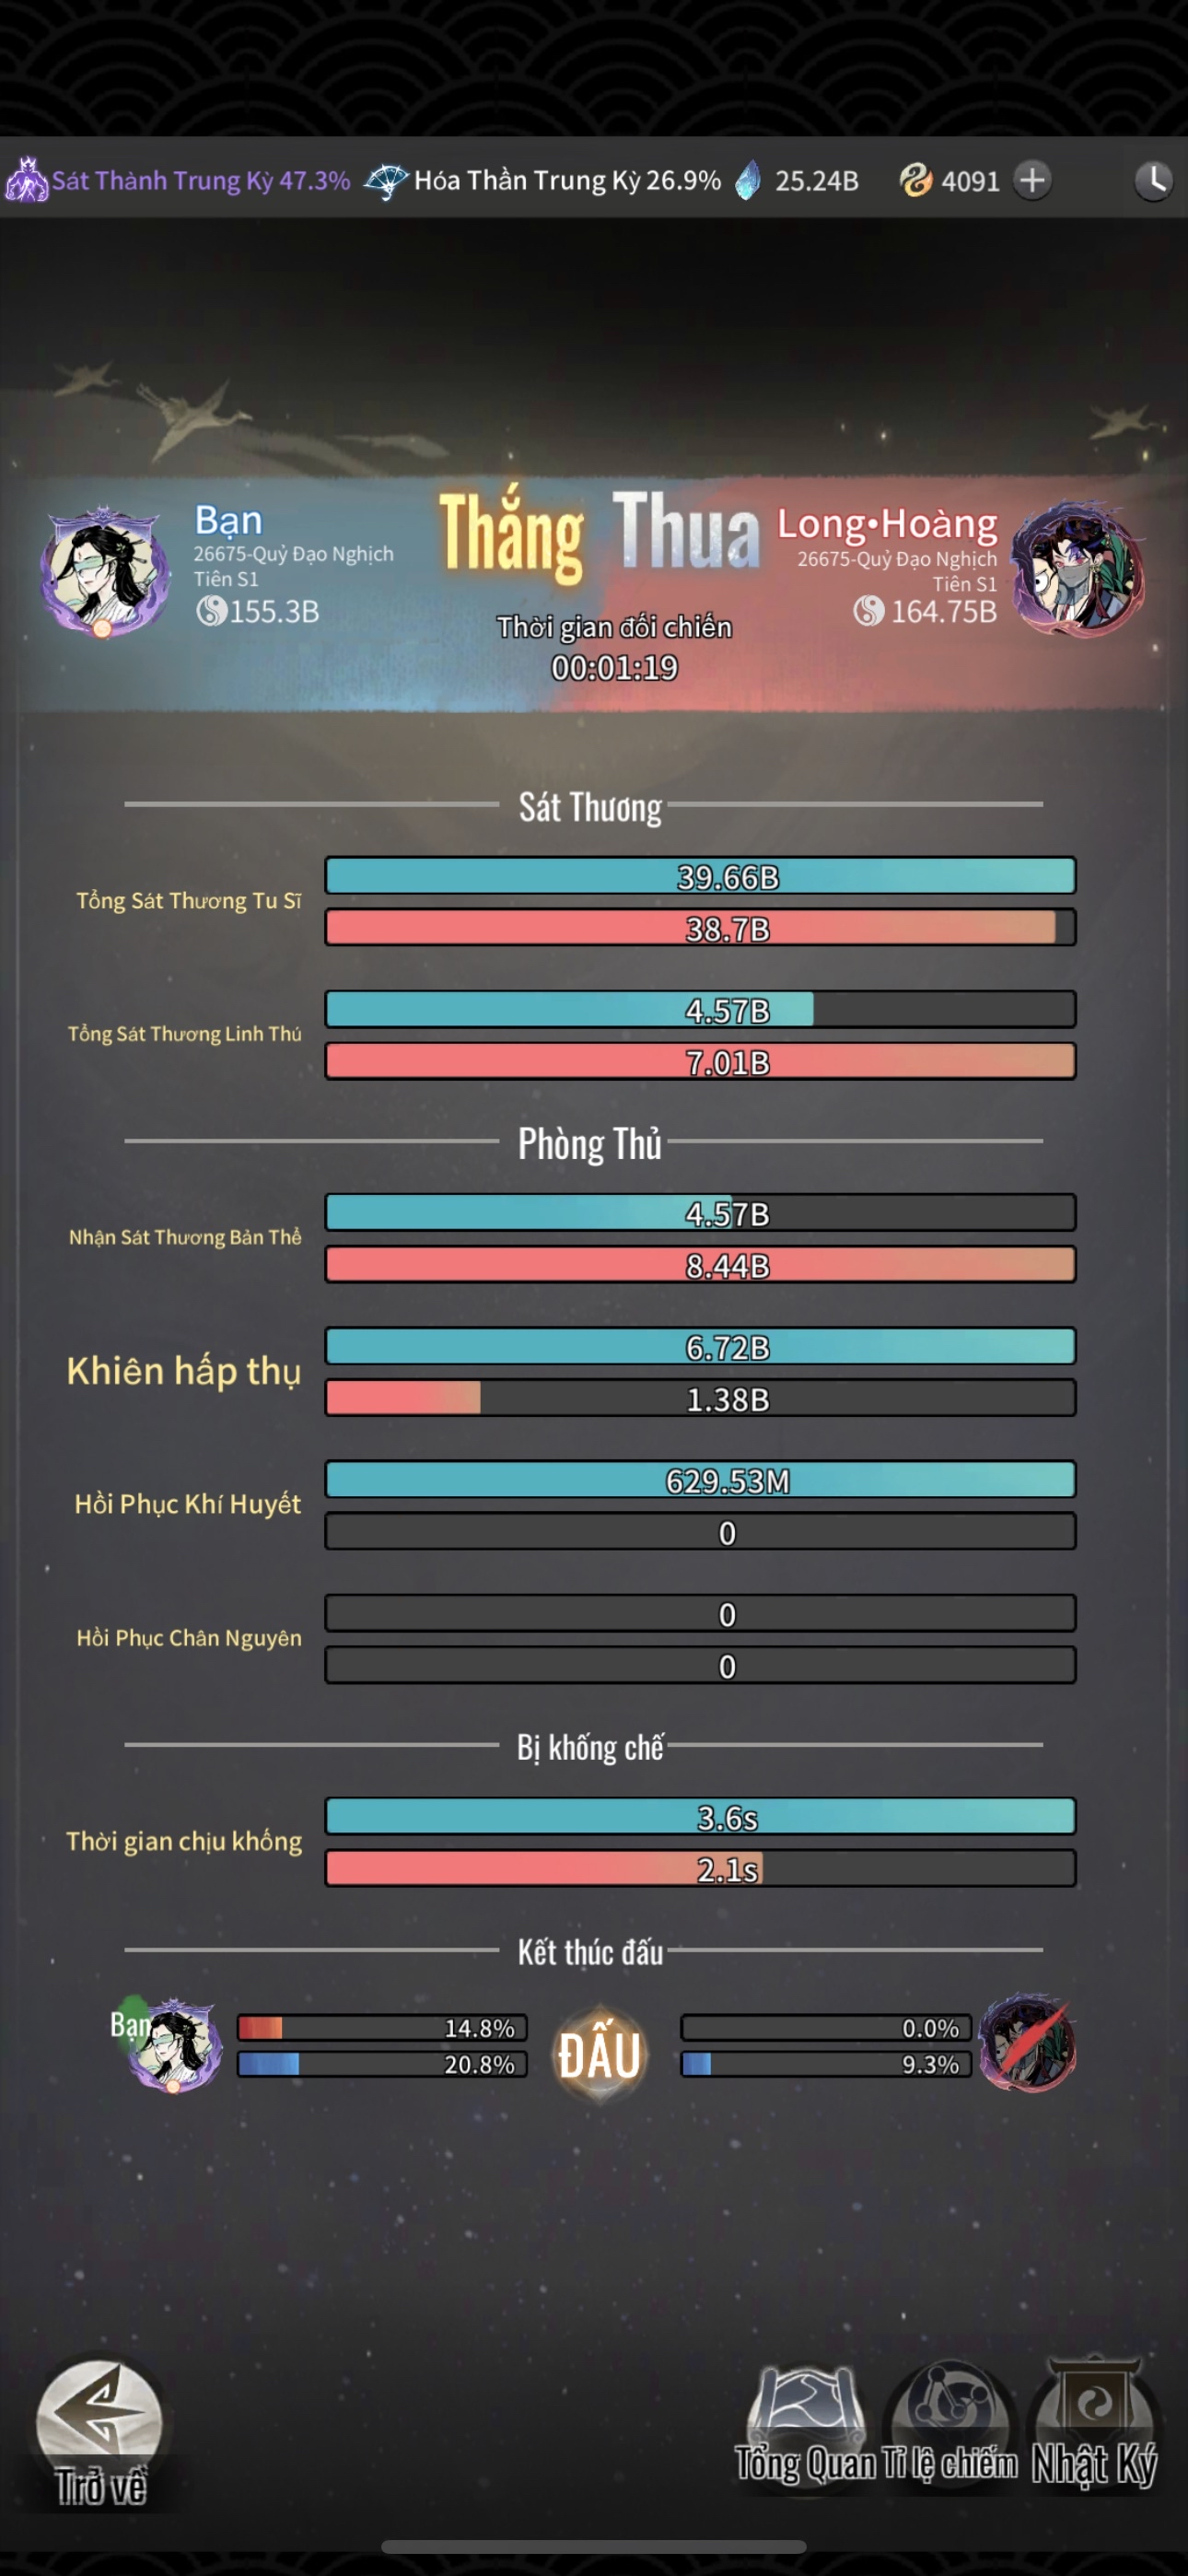 Sát Thành Trung Kỳ 47.3% Hóa Thần Trung Kỳ 26.9% 25.24B 4091
Bạn
26675-Quỷ Đạo Nghịch
Tiên S1
155.3B
Thắng Thua
Thời gian đối chiến
00:01:19
Long•Hoàng
26675-Quỷ Đạo Nghịch
Tiên S1
164.75B
Sát Thương
Tổng Sát Thương Tu Sĩ
39.66B
38.7B
Tổng Sát Thương Linh Thú
4.57B
7.01B
Phòng Thủ
Nhận Sát Thương Bản Thể
4.57B
8.44B
Khiên hấp thụ
6.72B
1.38B
Hồi Phục Khí Huyết
629.53M
0
Hồi Phục Chân Nguyên
0
0
Bị khống chế
Thời gian chịu khống
3.6s
2.1s
Kết thúc đấu
Bạn
14.8%
20.8%
ĐẤU
0.0%
9.3%
Trở về
Tổng Quan
Tỉ lệ chiếm
Nhật Ký